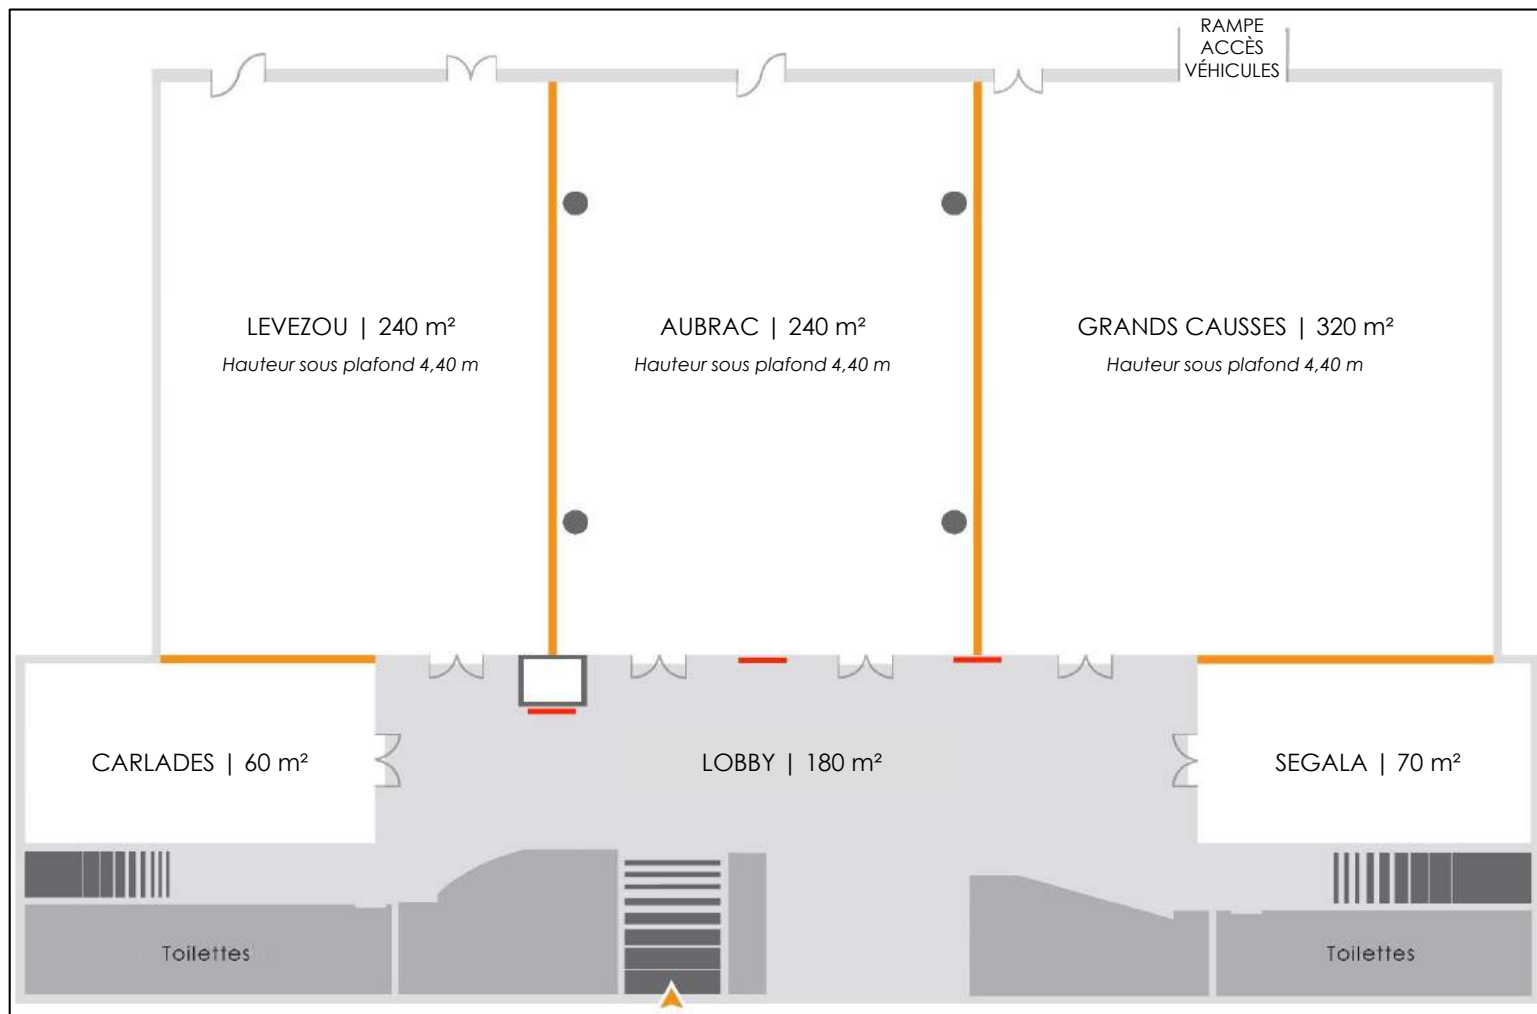 RAMPE
ACCÈS
VÉHICULES
LEVEZOU | 240 m²
Hauteur sous plafond 4,40 m
AUBRAC | 240 m²
Hauteur sous plafond 4,40 m
GRANDS CAUSSES | 320 m²
Hauteur sous plafond 4,40 m
CARLADES | 60 m²
LOBBY | 180 m²
SEGALA | 70 m²
Toilettes
Toilettes